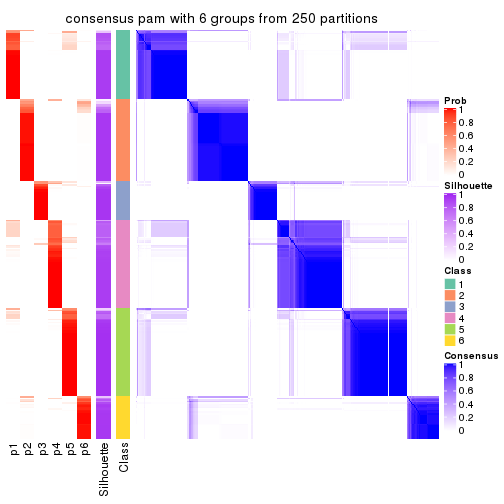 consensus pam with 6 groups from 250 partitions
Prob
1
0.8
0.6
0.4
0.2
0
Silhouette
1
0.8
0.6
0.4
0.2
0
Class
1
2
3
4
5
6
Consensus
1
0.8
0.6
0.4
0.2
0
p1
p2
p3
p4
p5
p6
Silhouette
Class